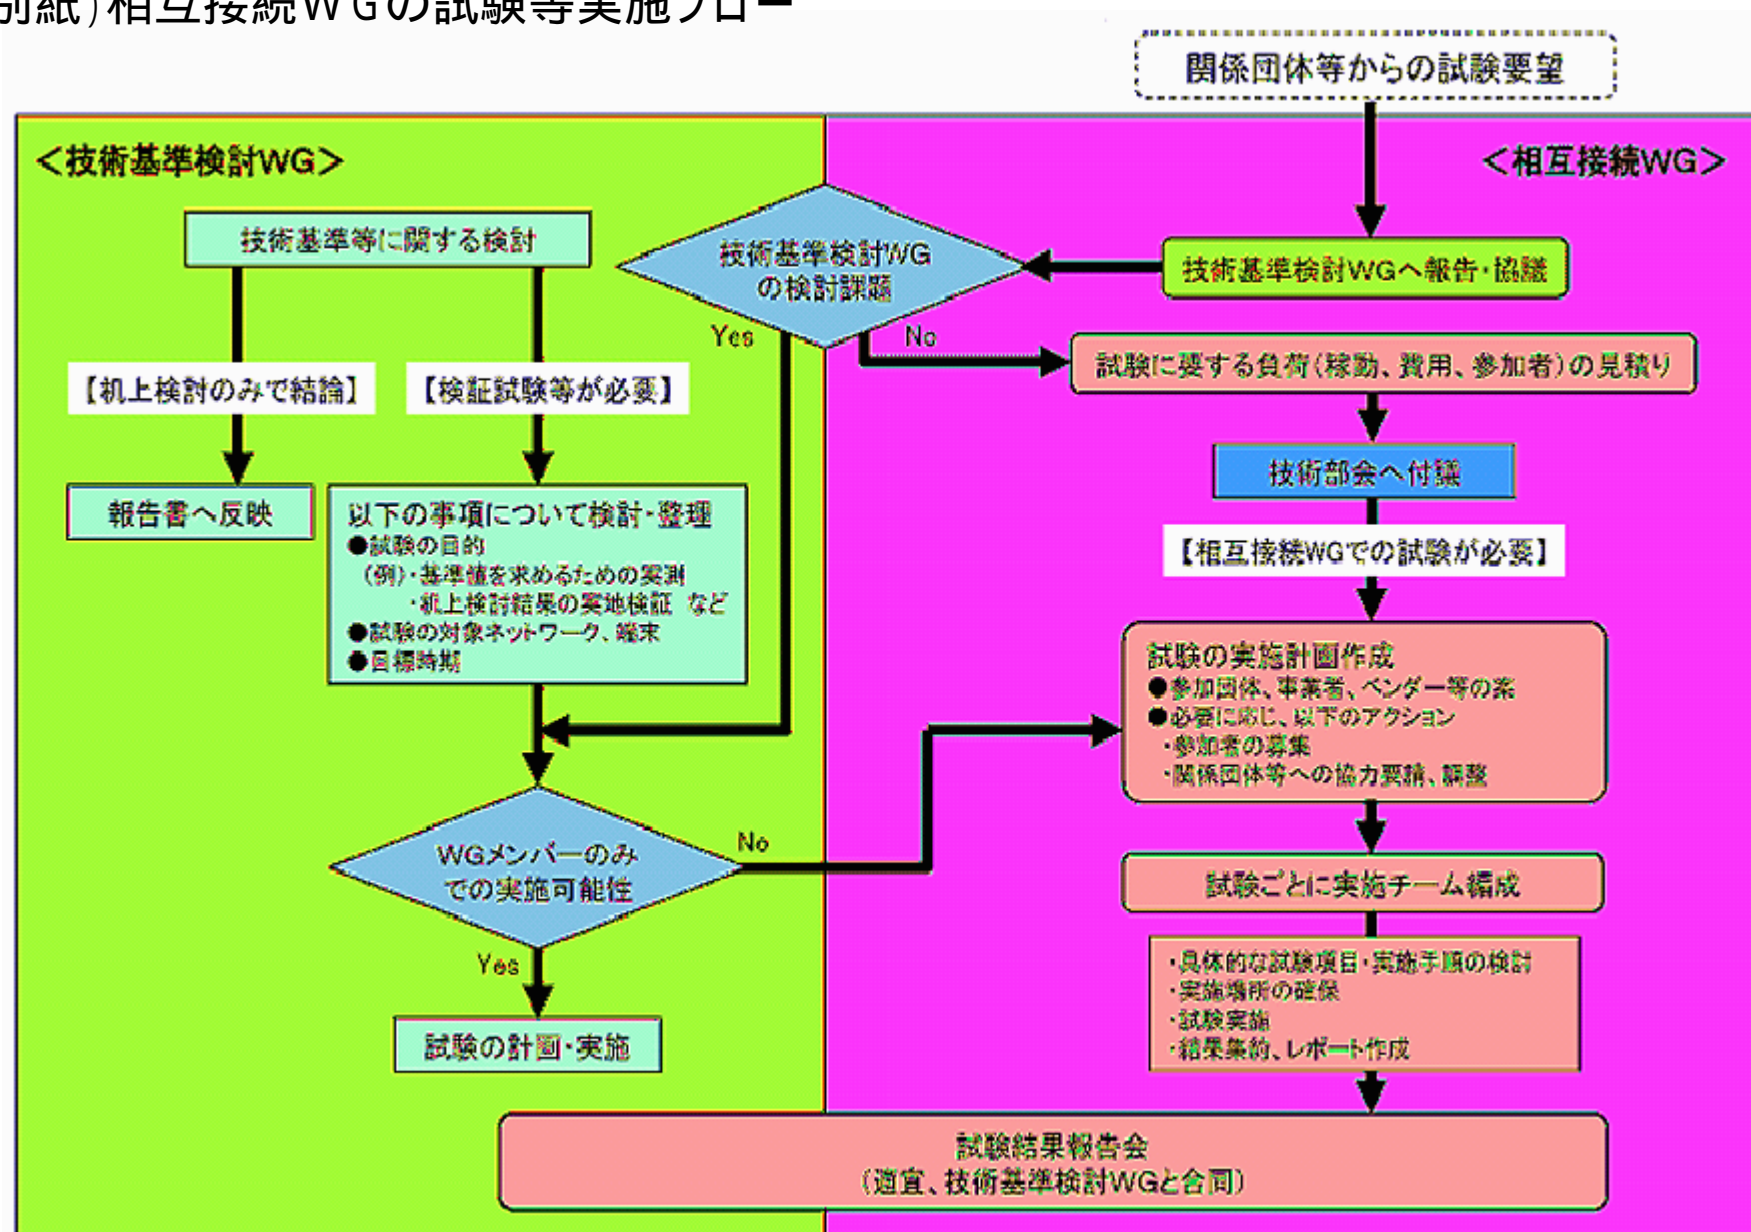 別紙)相互接続WGの試験等実施フロー
関係団体等からの試験要望
＜技術基準検討WG＞
＜相互接続WG＞
技術基準等に関する検討
技術基準検討WG
の検討課題
技術基準検討WGへ報告・協議
Yes
No
試験に要する負荷（稼動、費用、参加者）の見積り
【机上検討のみで結論】
【検証試験等が必要】
技術部会へ付議
報告書へ反映
以下の事項について検討・整理
●試験の目的
（例）・基準値を求めるための実測
・机上検討結果の実地検証 など
●試験の対象ネットワーク、端末
●目標時期
【相互接続WGでの試験が必要】
試験の実施計画作成
●参加団体、事業者、ベンダー等の案
●必要に応じ、以下のアクション
・参加者の募集
・関係団体等への協力要請、調整
WGメンバーのみ
での実施可能性
No
Yes
試験ごとに実施チーム編成
・具体的な試験項目・実施手順の検討
・実施場所の確保
・試験実施
・結果集約、レポート作成
試験の計画・実施
試験結果報告会
（適宜、技術基準検討WGと合同）